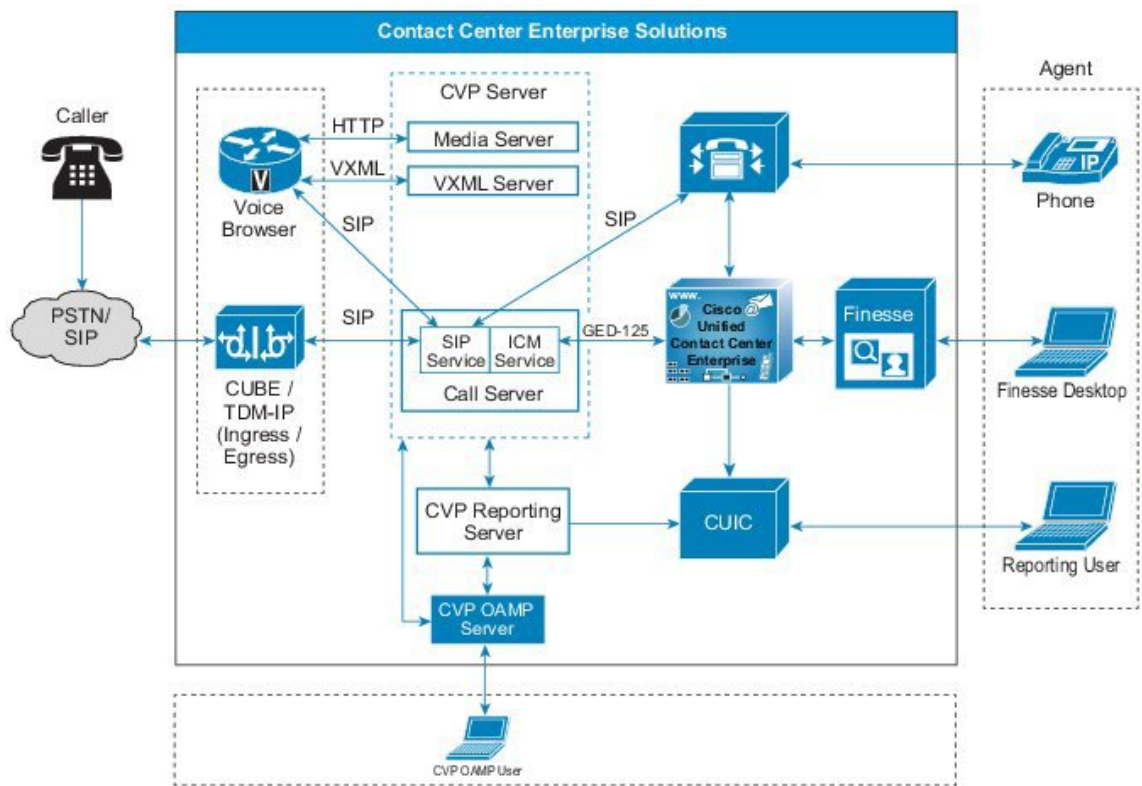 Contact Center Enterprise Solutions
Caller
PSTN/
SIP
Voice
Browser
CUBE /
TDM-IP
(Ingress /
Egress)
HTTP
VXML
SIP
SIP
SIP
CVP Server
Media Server
VXML Server
SIP
Service
ICM
Service
Call Server
GED-125
www.
Cisco
Unified
Contact Center
Enterprise
Finesse
CVP Reporting
Server
CUIC
CVP OAMP
Server
CVP OAMP User
Agent
IP
Phone
Finesse Desktop
Reporting User
V